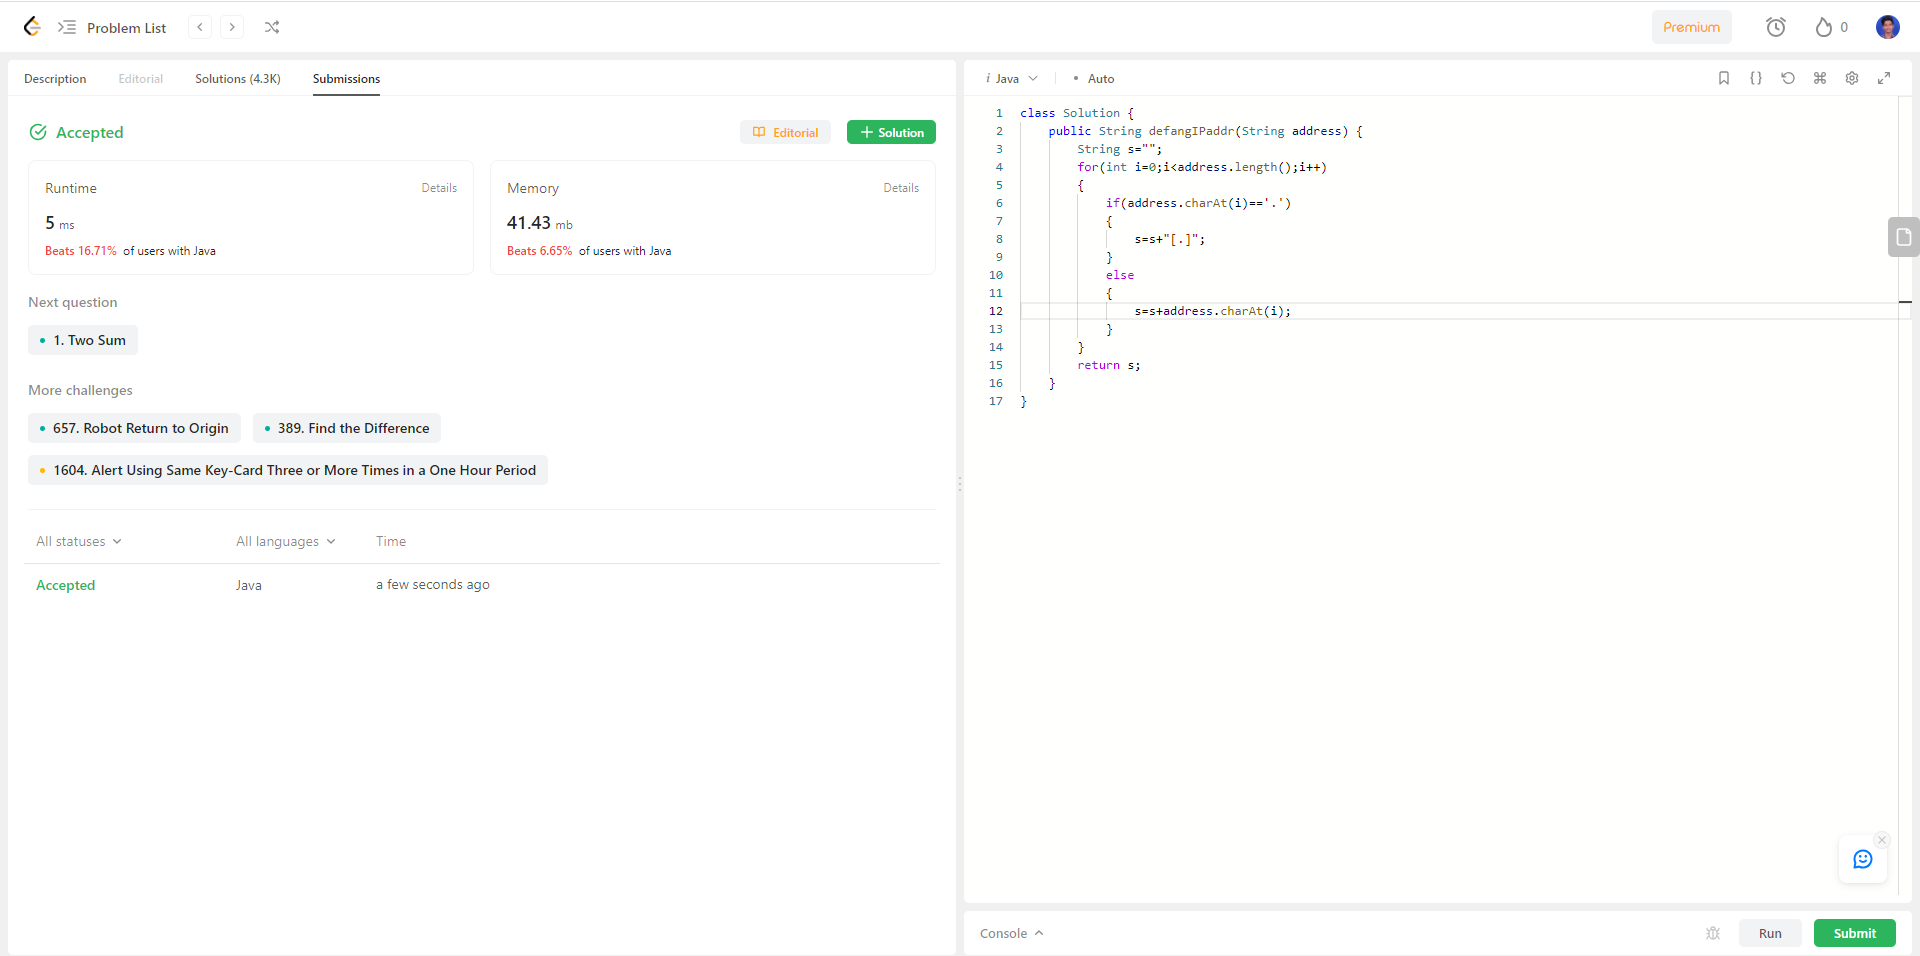 Problem List
Premium
0
Description Editorial Solutions (4.3K) Submissions
Accepted
Editorial
Solution
Runtime Details
5 ms
Beats 16.71% of users with Java
Memory Details
41.43 mb
Beats 6.65% of users with Java
Next question
1. Two Sum
More challenges
657. Robot Return to Origin
389. Find the Difference
1604. Alert Using Same Key-Card Three or More Times in a One Hour Period
All statuses All languages Time
Accepted Java a few seconds ago
i Java • Auto
1 class Solution {
2 public String defangIPaddr(String address) {
3 String s="";
4 for(int i=0;i<address.length();i++)
5 {
6 if(address.charAt(i)=='.')
7 {
8 s=s+"[.]";
9 }
10 else
11 {
12 s=s+address.charAt(i);
13 }
14 }
15 return s;
16 }
17 }
Console Run Submit